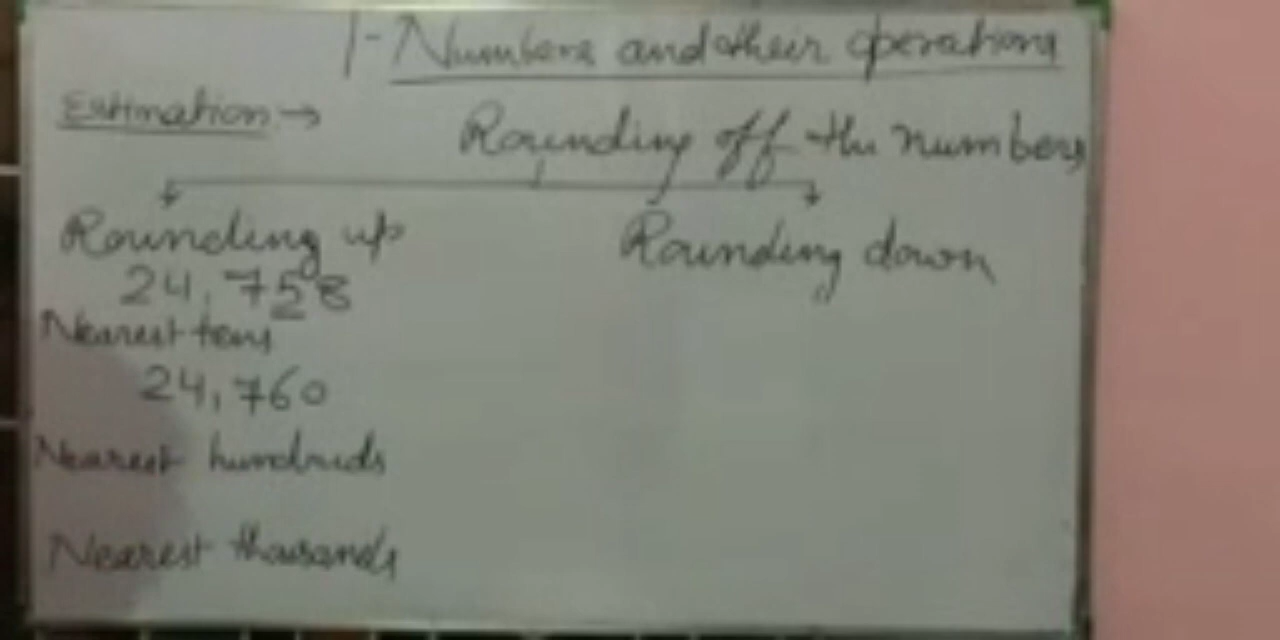 1- Numbers and their operations
Estimation →
Rounding off the numbers
Rounding up
Rounding down
24,758
Nearest tens
24,760
Nearest hundreds
Nearest thousands